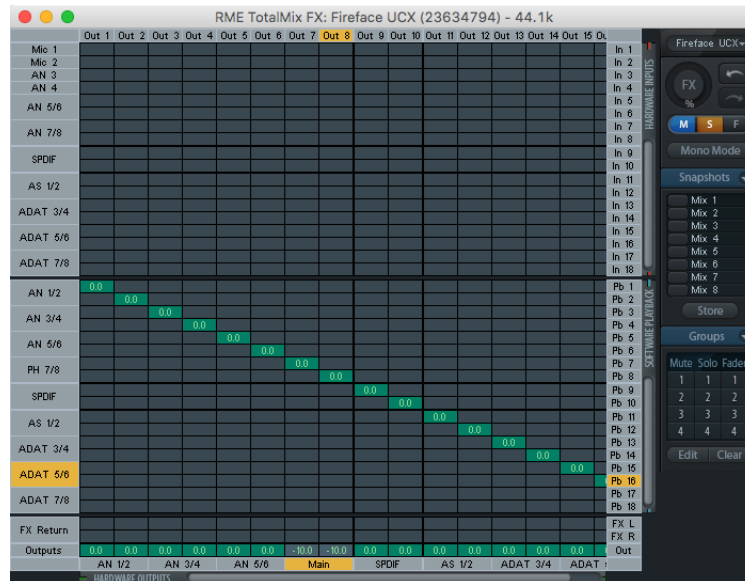 RME TotalMix FX: Fireface UCX (23634794) - 44.1k
Out 1 Out 2 Out 3 Out 4 Out 5 Out 6 Out 7 Out 8 Out 9 Out 10 Out 11 Out 12 Out 13 Out 14 Out 15
Mic 1 In 1
Mic 2 In 2
AN 3 In 3
AN 4 In 4
AN 5/6 In 5
In 6
AN 7/8 In 7
In 8
SPDIF In 9
In 10
AS 1/2 In 11
In 12
ADAT 3/4 In 13
In 14
ADAT 5/6 In 15
In 16
ADAT 7/8 In 17
In 18
HARDWARE INPUTS
AN 1/2 0.0 Pb 1
0.0 Pb 2
AN 3/4 0.0 Pb 3
0.0 Pb 4
AN 5/6 0.0 Pb 5
0.0 Pb 6
PH 7/8 0.0 Pb 7
0.0 Pb 8
SPDIF 0.0 Pb 9
0.0 Pb 10
AS 1/2 0.0 Pb 11
0.0 Pb 12
ADAT 3/4 0.0 Pb 13
0.0 Pb 14
ADAT 5/6 0.0 Pb 15
Pb 16
ADAT 7/8 Pb 17
Pb 18
SOFTWARE PLAYBACK
FX Return FX L
FX R
Outputs 0.0 0.0 0.0 0.0 0.0 0.0 -10.0 -10.0 0.0 0.0 0.0 0.0 0.0 0.0 0.0 Out
AN 1/2 AN 3/4 AN 5/6 Main SPDIF AS 1/2 ADAT 3/4 ADAT
HARDWARE OUTPUTS
Fireface UCX
FX
%
M S F
Mono Mode
Snapshots
Mix 1
Mix 2
Mix 3
Mix 4
Mix 5
Mix 6
Mix 7
Mix 8
Store
Groups
Mute Solo Fader
1 1 1
2 2 2
3 3 3
4 4 4
Edit Clear